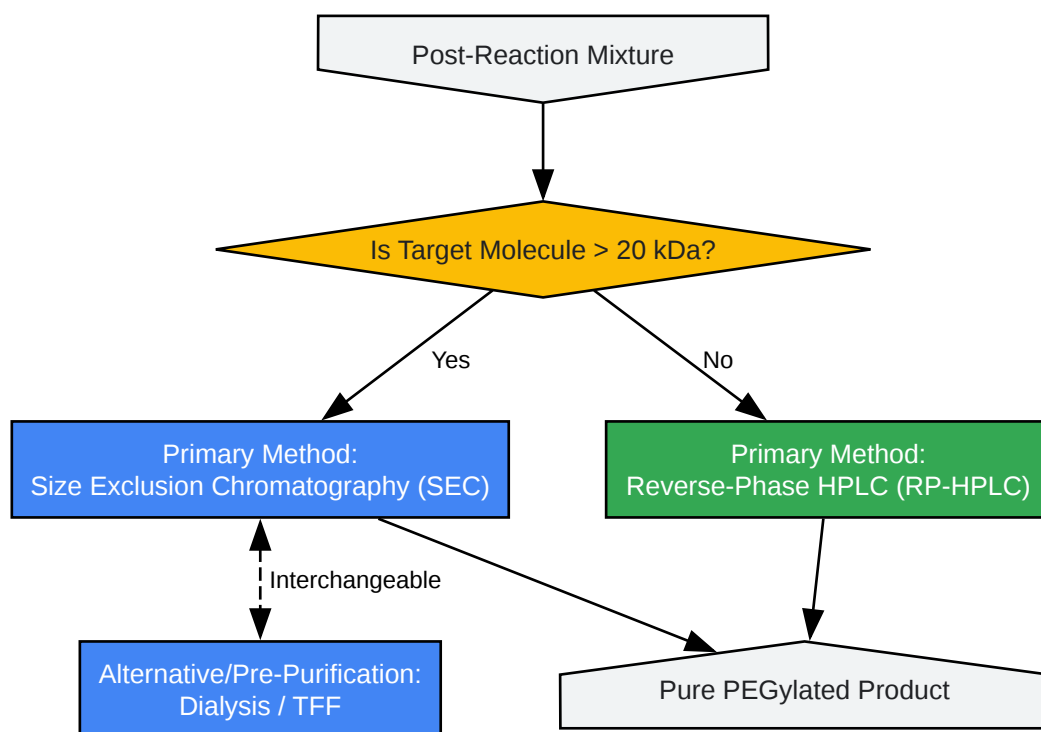 Post-Reaction Mixture
Is Target Molecule > 20 kDa?
Yes
No
Primary Method:
Size Exclusion Chromatography (SEC)
Primary Method:
Reverse-Phase HPLC (RP-HPLC)
Interchangeable
Alternative/Pre-Purification:
Dialysis / TFF
Pure PEGylated Product